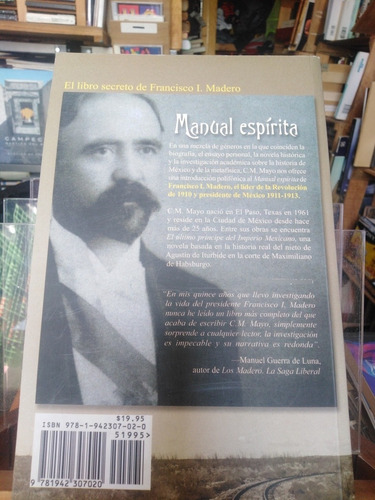 El libro secreto de Francisco I. Madero
Manual espírita
En una mezcla de géneros en la que coinciden la
biografía, el ensayo personal, la novela histórica
y la investigación académica sobre la historia de
México y de la metafísica, C.M. Mayo nos ofrece
una introducción polifónica al Manual espírita de
Francisco I. Madero, el líder de la Revolución
de 1910 y presidente de México 1911-1913.
C.M. Mayo nació en El Paso, Texas en 1961
y reside en la Ciudad de México desde hace
más de 25 años. Entre sus obras se encuentra
El último príncipe del Imperio Mexicano, una
novela basada en la historia real del nieto de
Agustín de Iturbide en la corte de Maximiliano
de Habsburgo.
"En mis quince años que llevo investigando
la vida del presidente Francisco I. Madero
nunca he leído un libro más completo del que
acaba de escribir C.M. Mayo, simplemente
sorprende a cualquier lector, la investigación
es impecable y su narrativa es redonda".
—Manuel Guerra de Luna,
autor de Los Madero. La Saga Liberal
$19.95
ISBN 978-1-942307-02-0
51995>
9781942307020